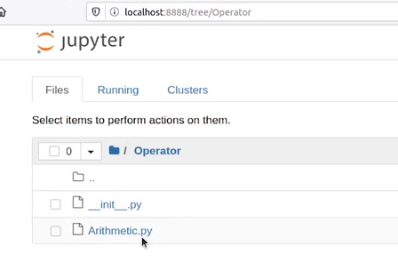 localhost:8888/tree/Operator
jupyter
Files Running Clusters
Select items to perform actions on them.
0 / Operator
..
__init__.py
Arithmetic.py